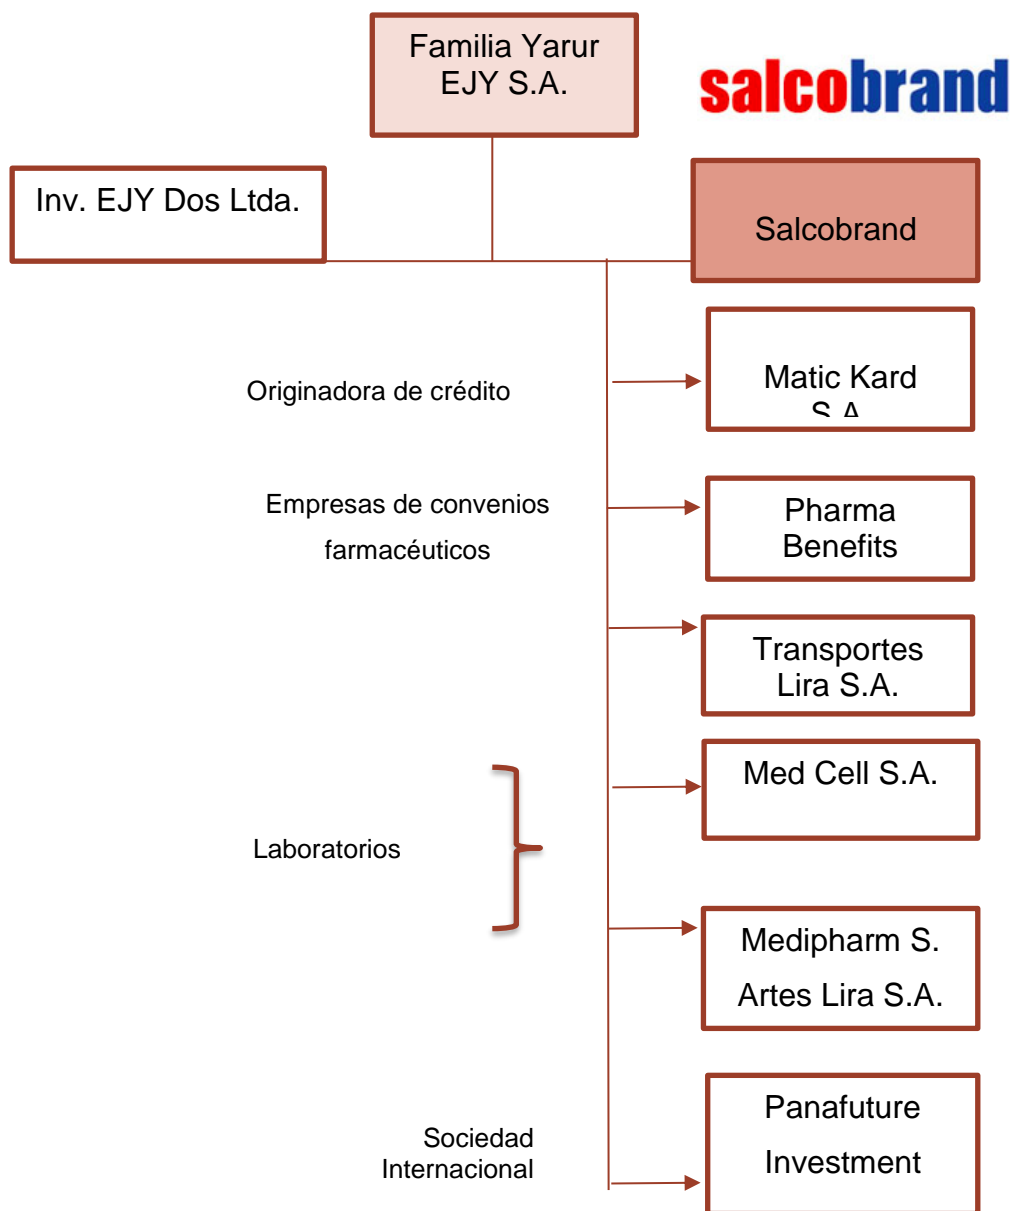 Familia Yarur
EJY S.A.
salcobrand
Inv. EJY Dos Ltda.
Salcobrand
Originadora de crédito
Matic Kard
S.A.
Empresas de convenios
farmacéuticos
Pharma
Benefits
Transportes
Lira S.A.
Med Cell S.A.
Laboratorios
Medipharm S.
Artes Lira S.A.
Panafuture
Investment
Sociedad
Internacional